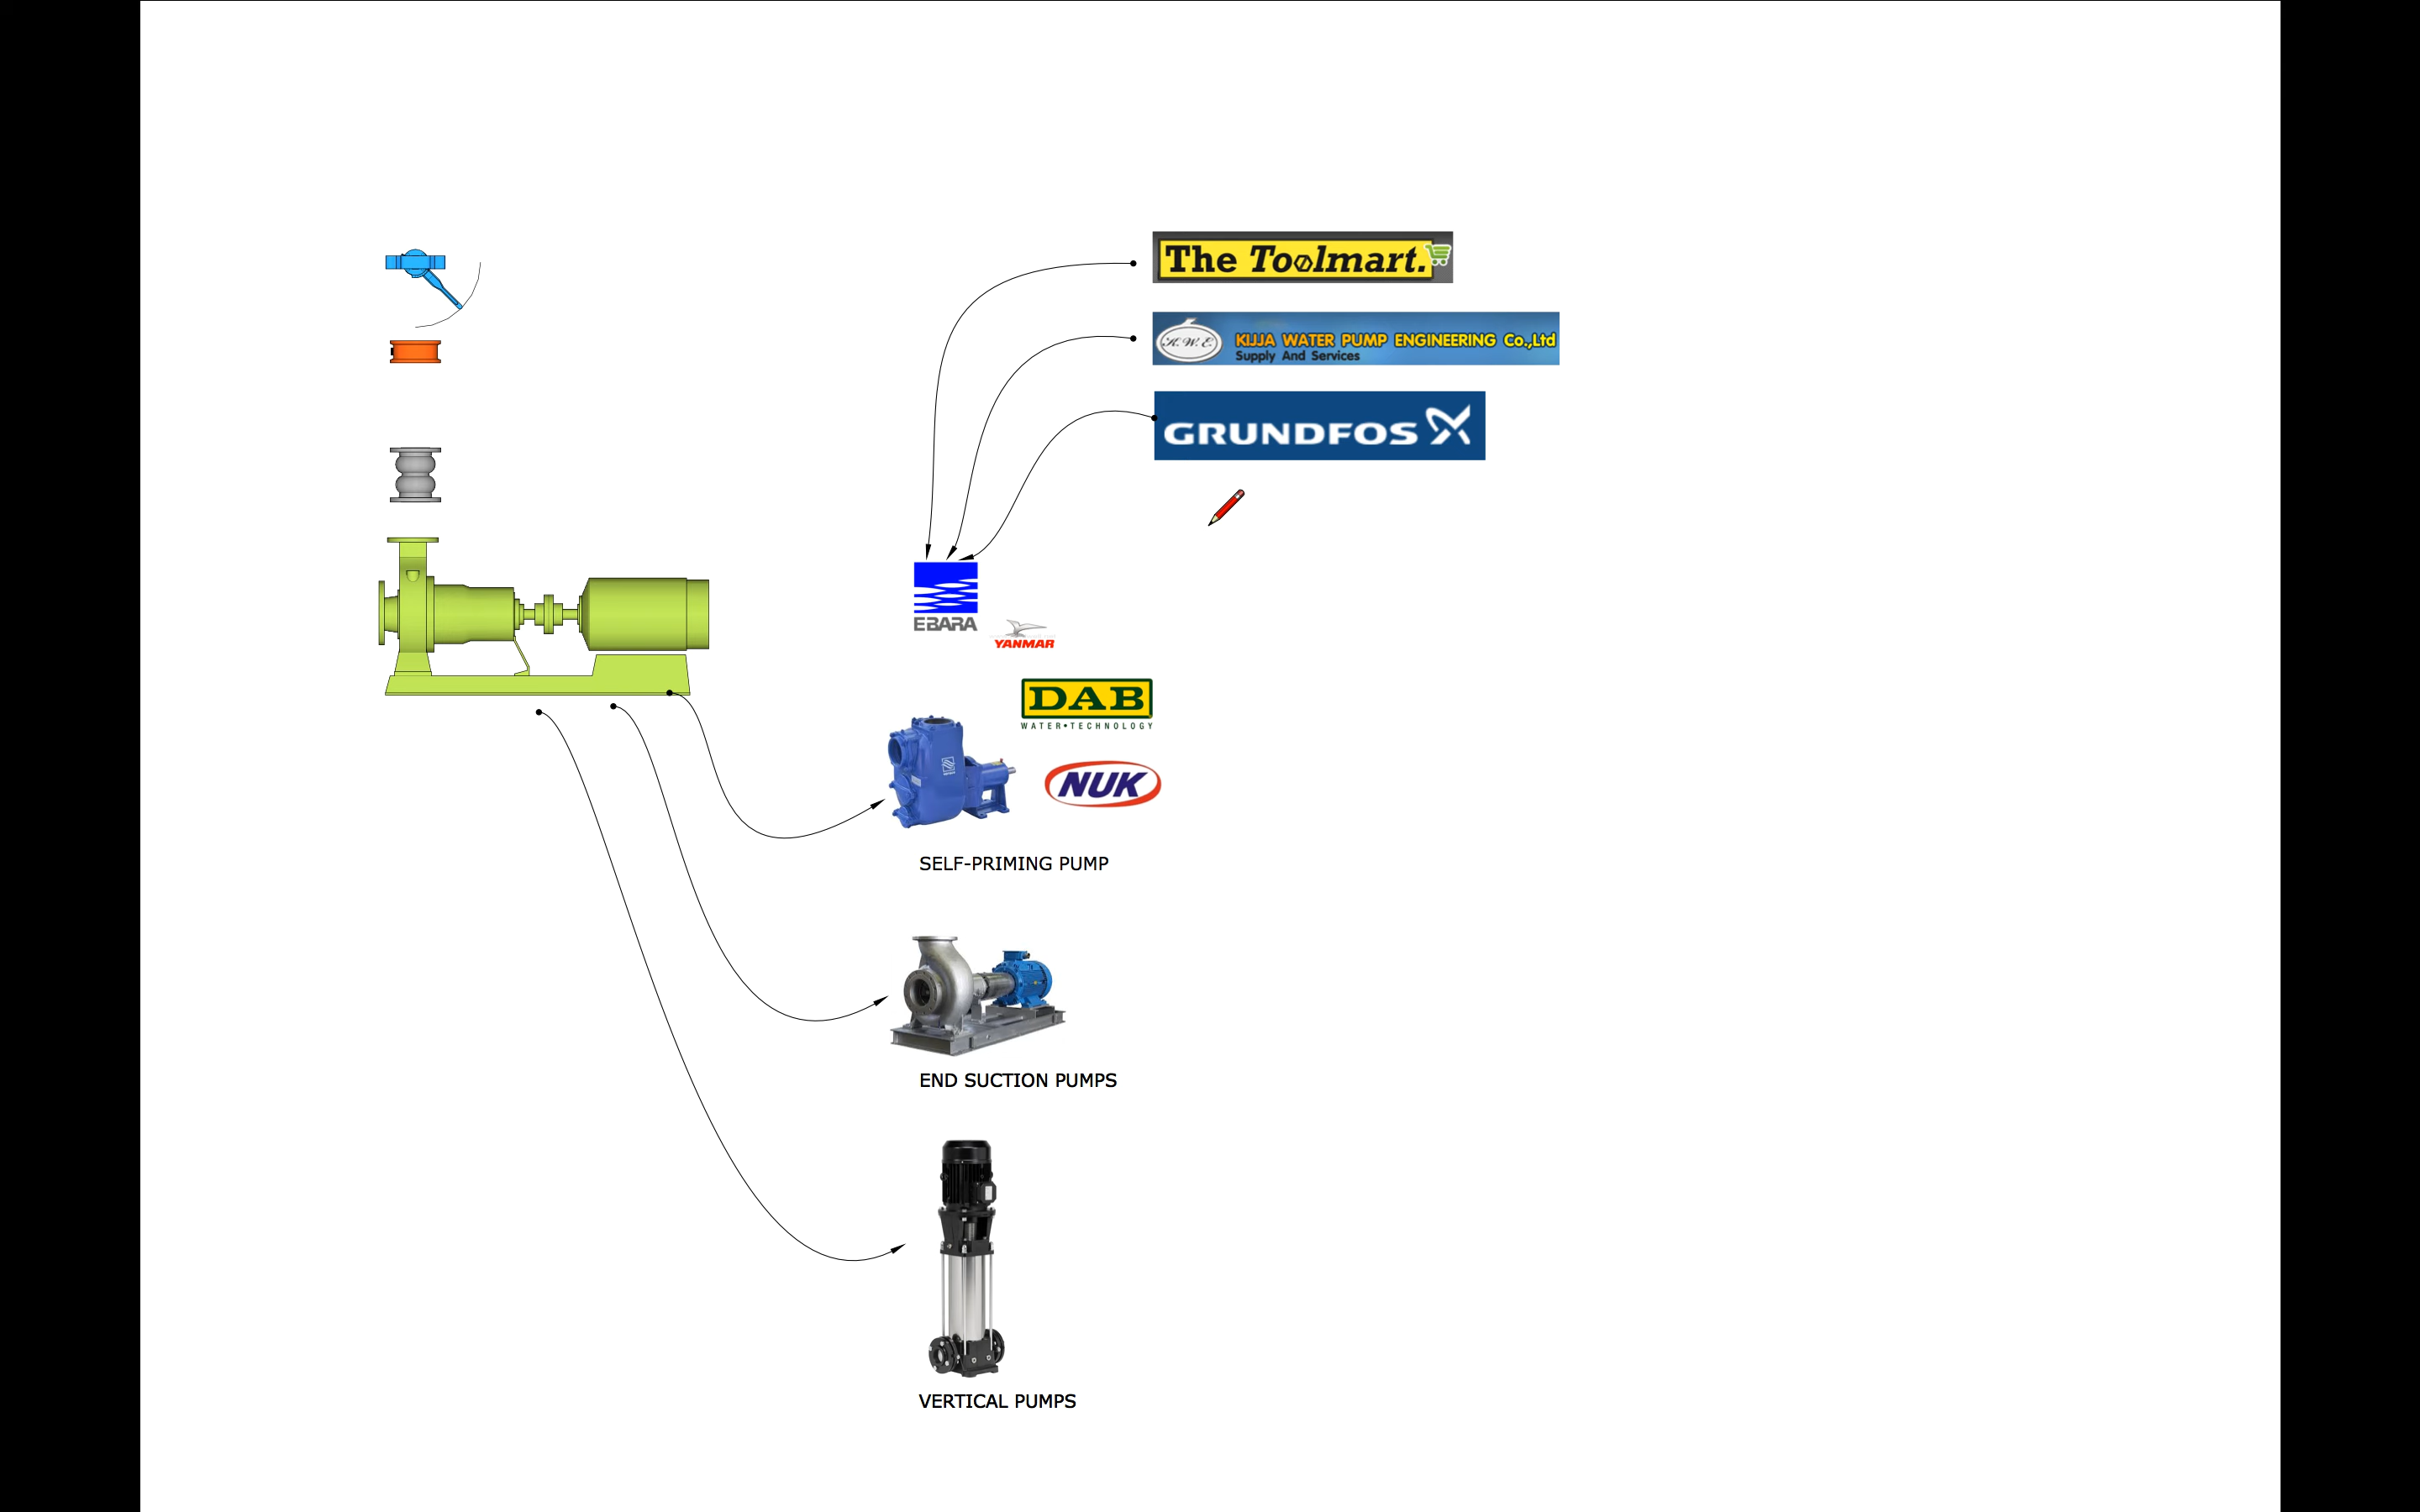 The Toolmart.
K.W.E.
KIJJA WATER PUMP ENGINEERING Co.,Ltd
Supply And Services
GRUNDFOS
EBARA
YANMAR
DAB
WATER•TECHNOLOGY
NUK
SELF-PRIMING PUMP
END SUCTION PUMPS
VERTICAL PUMPS